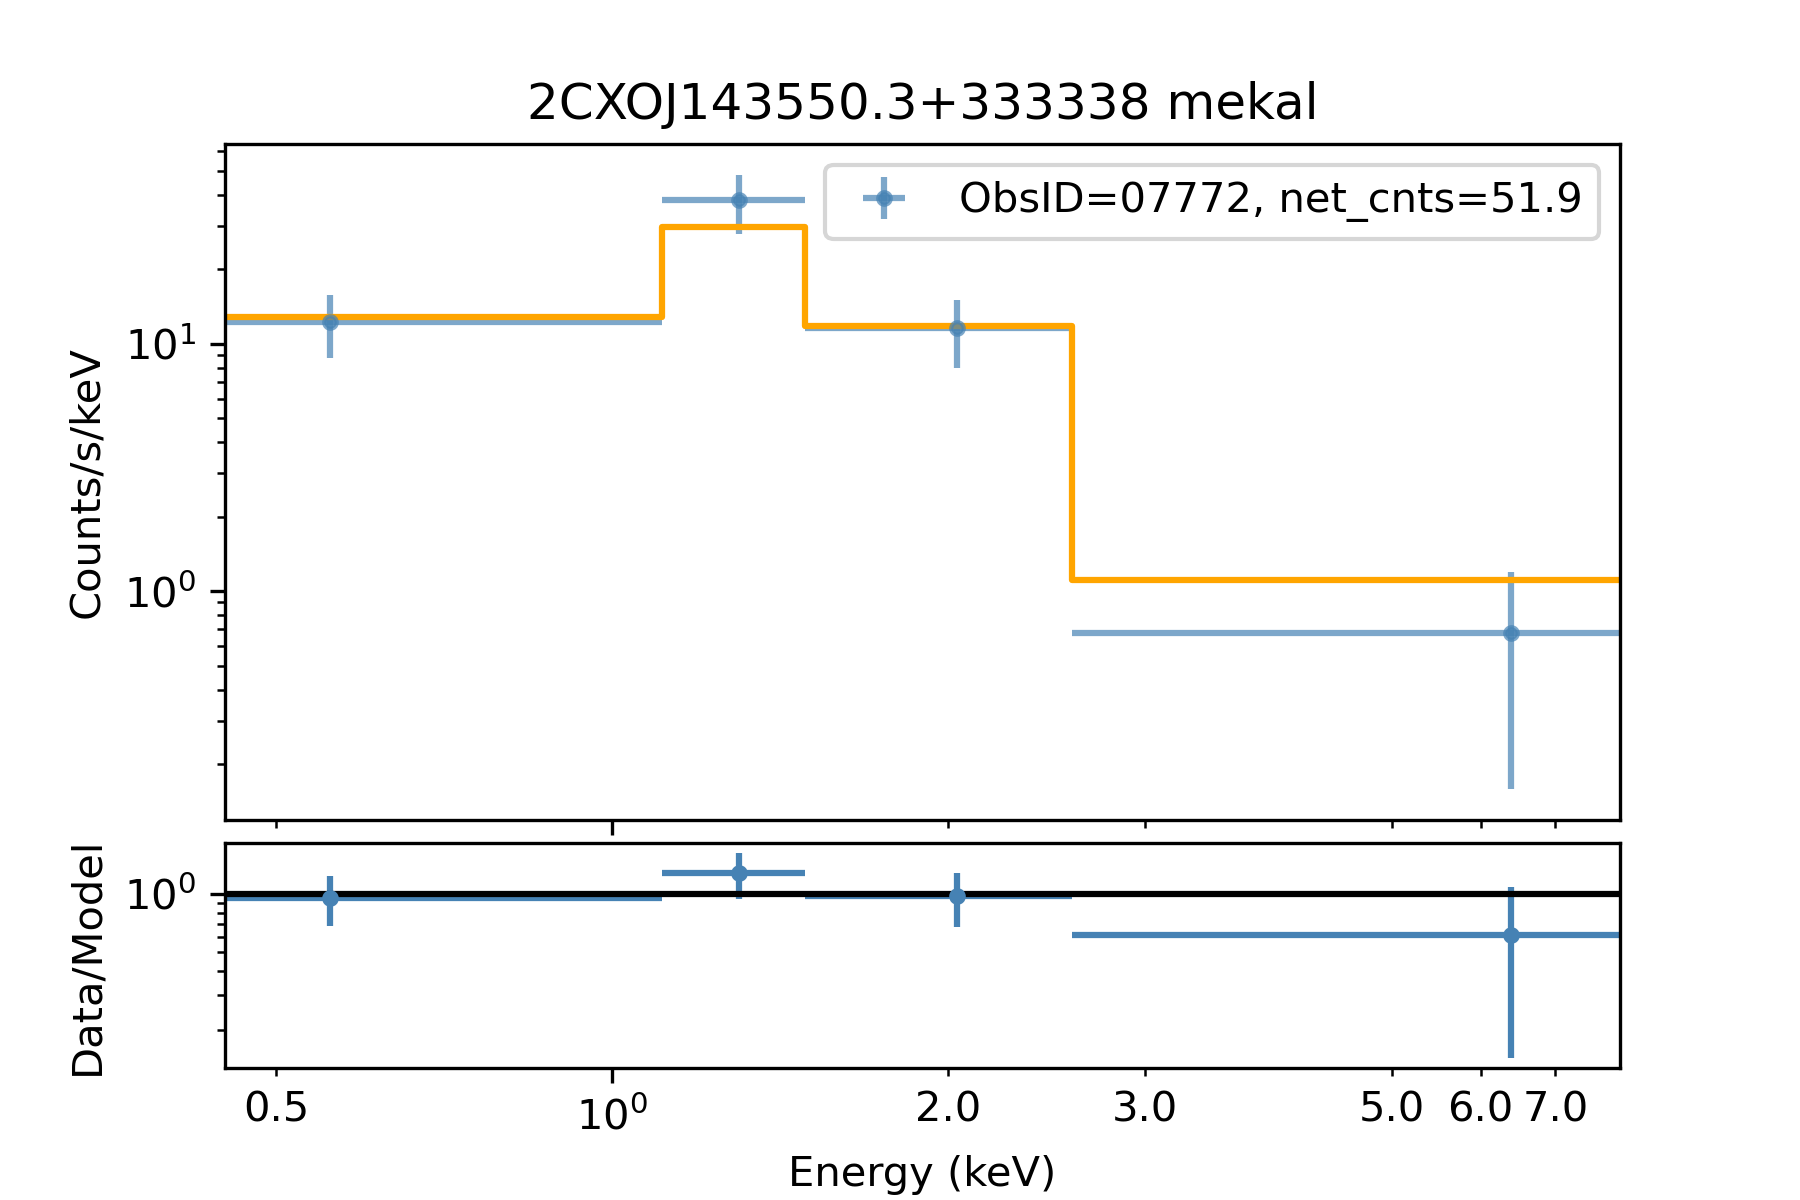 2CXOJ143550.3+333338 mekal
ObsID=07772, net_cnts=51.9
Counts/s/keV
10¹
10⁰
Data/Model
10⁰
0.5 10⁰ 2.0 3.0 5.0 6.0 7.0
Energy (keV)